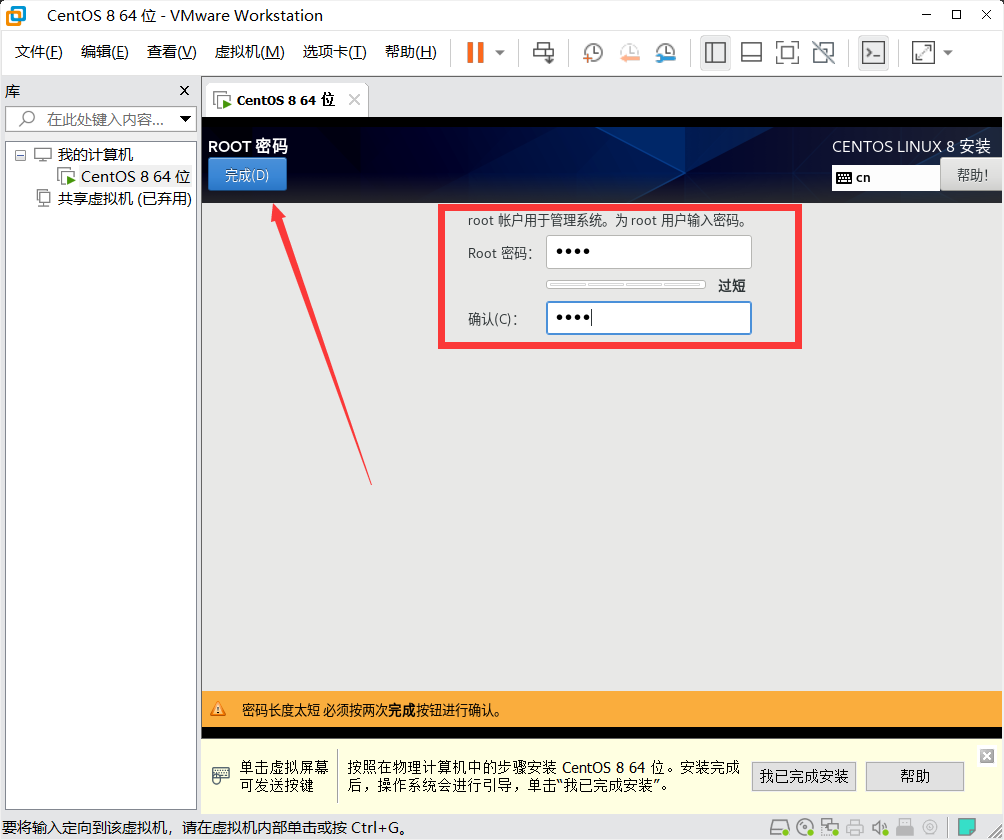 CentOS 8 64 位 - VMware Workstation
文件(F) 编辑(E) 查看(V) 虚拟机(M) 选项卡(T) 帮助(H)
库
在此处键入内容...
我的计算机
CentOS 8 64 位
共享虚拟机 (已弃用)
CentOS 8 64 位
ROOT 密码
完成(D)
CENTOS LINUX 8 安装
cn
帮助!
root 帐户用于管理系统。为 root 用户输入密码。
Root 密码：
••••
过短
确认(C)：
••••
密码长度太短 必须按两次完成按钮进行确认。
单击虚拟屏幕
可发送按键
按照在物理计算机中的步骤安装 CentOS 8 64 位。安装完成
后，操作系统会进行引导，单击“我已完成安装”。
我已完成安装
帮助
要将输入定向到该虚拟机，请在虚拟机内部单击或按 Ctrl+G。